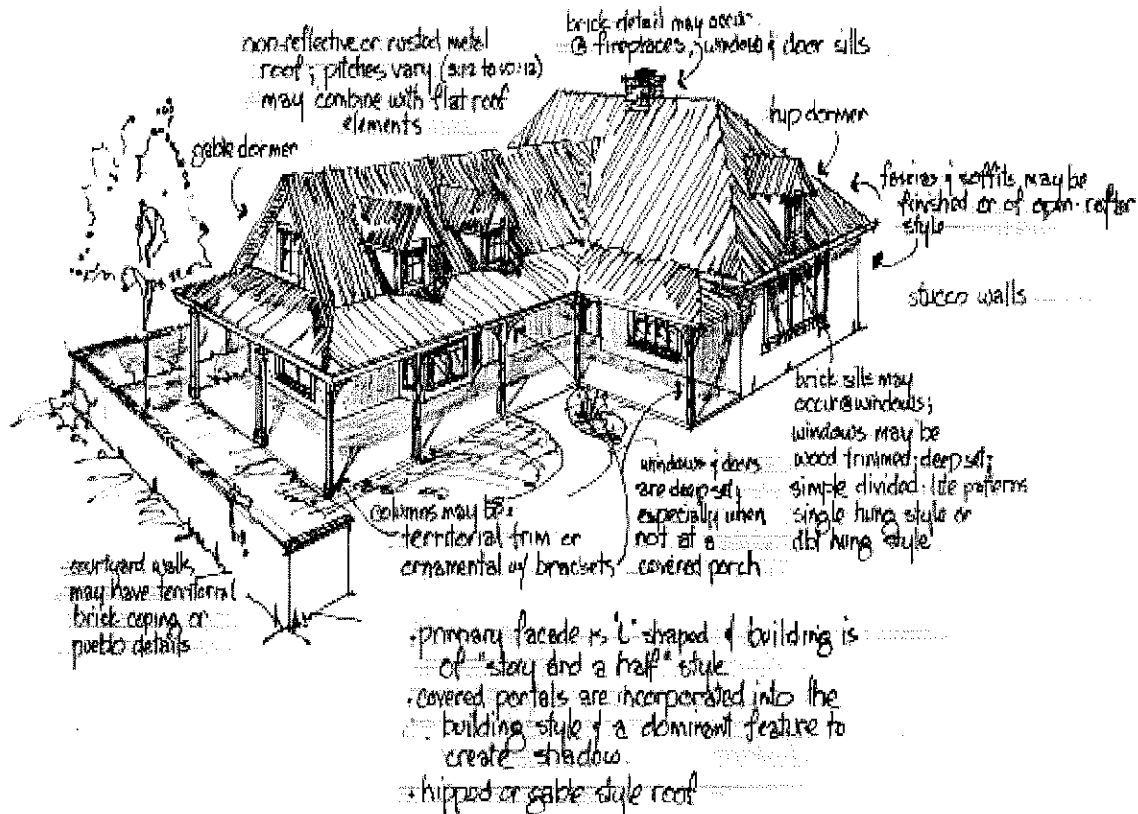 non-reflective or rusted metal
roof; pitches vary (5:12 to 10:12)
may combine with flat roof
elements
brick detail may occur
@ fireplaces, window & door sills
gable dormer
hip dormer
fascias & soffits may be
finished or of open-rafter
style
stucco walls
brick sills may
occur @ windows;
windows may be
wood trimmed; deep set;
simple divided-lite patterns
single hung style or
dbl hung style
windows & doors
are deep set;
especially when
not at a
covered porch
columns may be
territorial trim or
ornamental w/ brackets
courtyard walls
may have territorial
brick coping or
pueblo details
• primary facade is "L" shaped & building is
of "story and a half" style
• covered portals are incorporated into the
building style & a dominant feature to
create shadow
• hipped or gable style roof